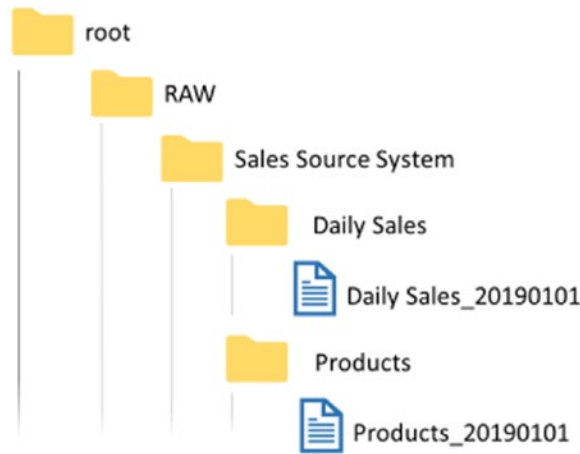 root
RAW
Sales Source System
Daily Sales
Daily Sales_20190101
Products
Products_20190101